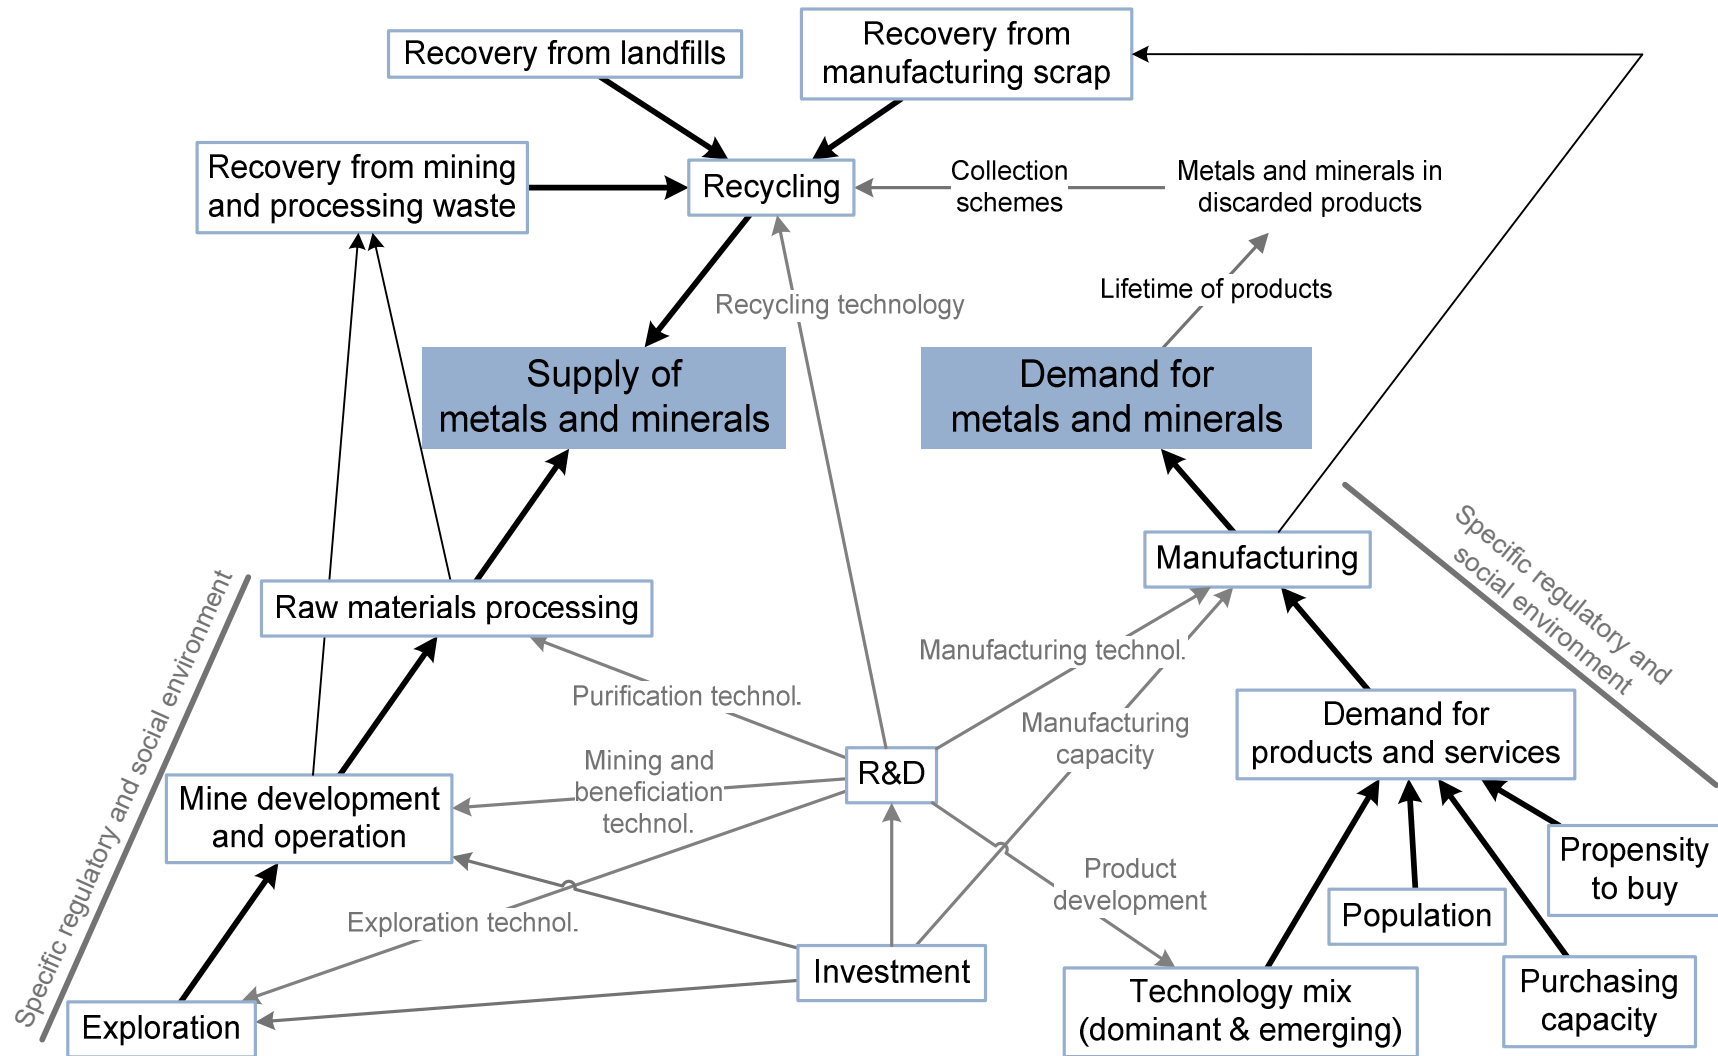 Recovery from landfills
Recovery from
manufacturing scrap
Recovery from mining
and processing waste
Recycling
Collection
schemes
Metals and minerals in
discarded products
Recycling technology
Lifetime of products
Supply of
metals and minerals
Demand for
metals and minerals
Specific regulatory and
social environment
Manufacturing
Raw materials processing
Specific regulatory and social environment
Manufacturing technol.
Purification technol.
Manufacturing
capacity
Demand for
products and services
R&D
Mining and
beneficiation
technol.
Mine development
and operation
Propensity
to buy
Product
development
Population
Exploration technol.
Investment
Technology mix
(dominant & emerging)
Purchasing
capacity
Exploration